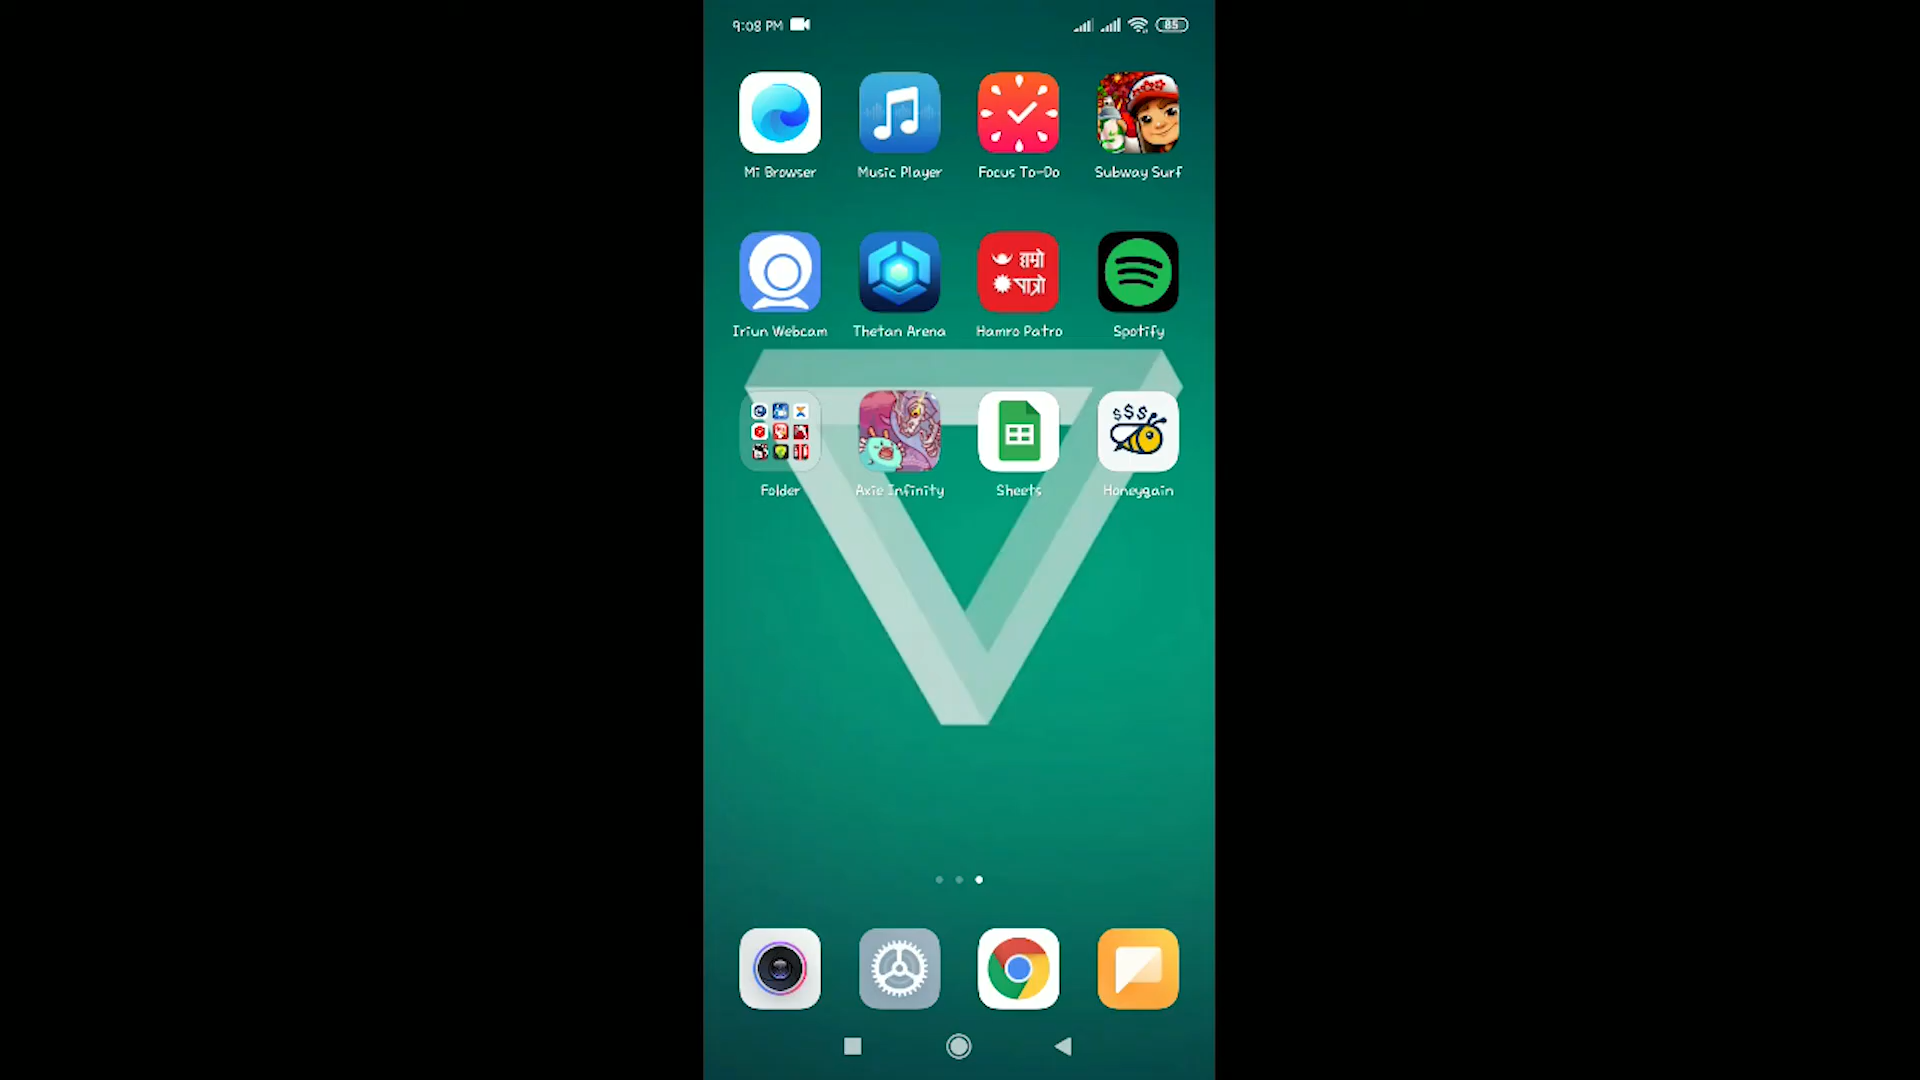 9:08 PM 85
Mi Browser Music Player Focus To-Do Subway Surf
हाम्रो
पात्रो
Iriun Webcam Thetan Arena Hamro Patro Spotify
$$$
Folder Axie Infinity Sheets Honeygain